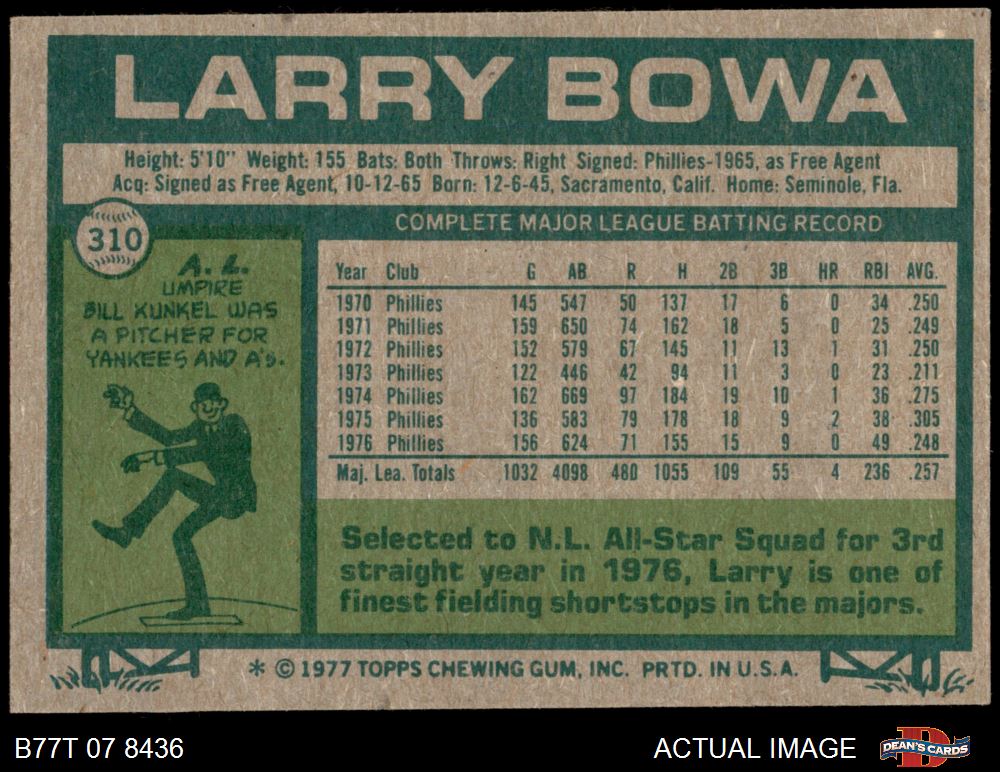 LARRY BOWA
Height: 5'10" Weight: 155 Bats: Both Throws: Right Signed: Phillies-1965, as Free Agent
Acq: Signed as Free Agent, 10-12-65 Born: 12-6-45, Sacramento, Calif. Home: Seminole, Fla.
310
A. L.
UMPIRE
BILL KUNKEL WAS
A PITCHER FOR
YANKEES AND A's.
COMPLETE MAJOR LEAGUE BATTING RECORD
Year Club G AB R H 2B 3B HR RBI AVG.
1970 Phillies 145 547 50 137 17 6 0 34 .250
1971 Phillies 159 650 74 162 18 5 0 25 .249
1972 Phillies 152 579 67 145 11 13 1 31 .250
1973 Phillies 122 446 42 94 11 3 0 23 .211
1974 Phillies 162 669 97 184 19 10 1 36 .275
1975 Phillies 136 583 79 178 18 9 2 38 .305
1976 Phillies 156 624 71 155 15 9 0 49 .248
Maj. Lea. Totals 1032 4098 480 1055 109 55 4 236 .257
Selected to N.L. All-Star Squad for 3rd
straight year in 1976, Larry is one of
finest fielding shortstops in the majors.
* © 1977 TOPPS CHEWING GUM, INC. PRTD. IN U.S.A.
B77T 07 8436
ACTUAL IMAGE
D
DEAN'S CARDS